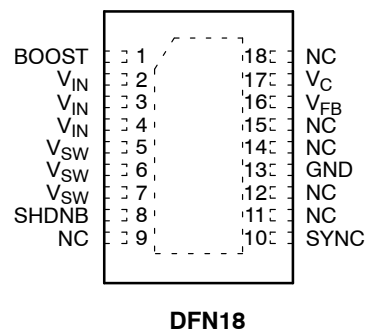 BOOST 1 18 NC
VIN 2 17 VC
VIN 3 16 VFB
VIN 4 15 NC
VSW 5 14 NC
VSW 6 13 GND
VSW 7 12 NC
SHDNB 8 11 NC
NC 9 10 SYNC
DFN18